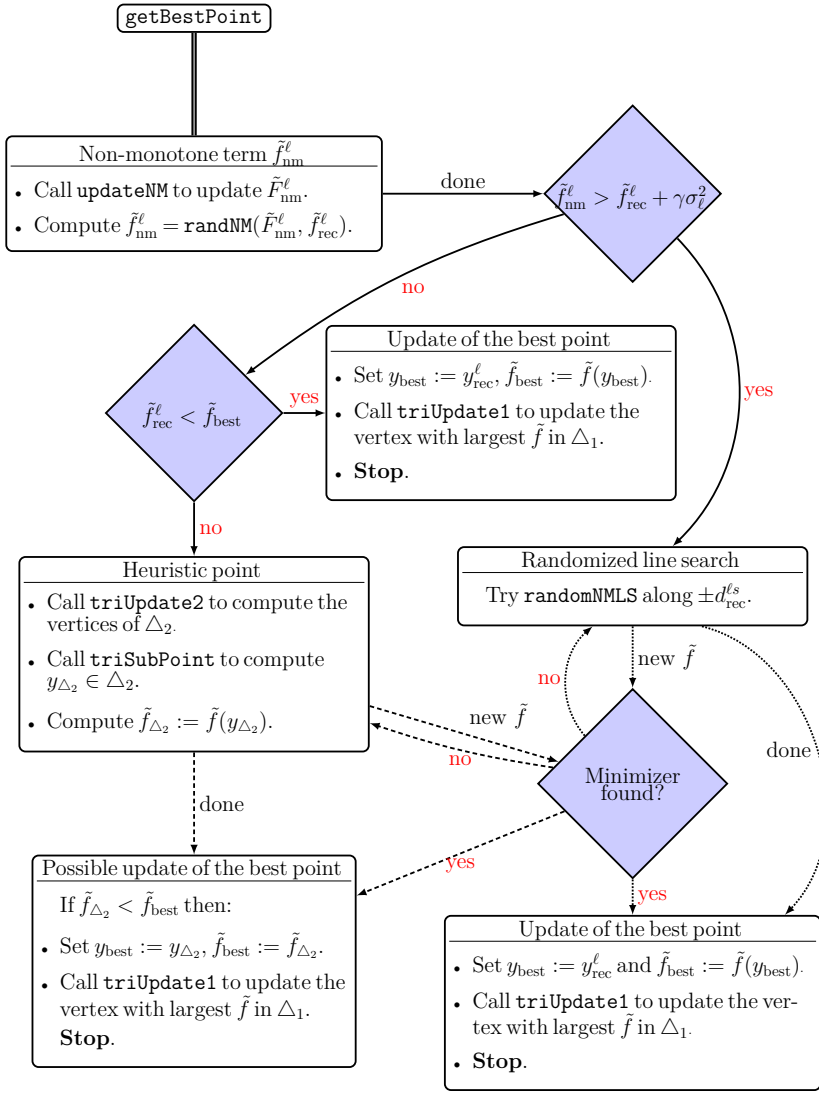 getBestPoint
Non-monotone term f̃ℓnm
• Call updateNM to update F̃ℓnm.
• Compute f̃ℓnm = randNM(F̃ℓnm, f̃ℓrec).
done
f̃ℓnm > f̃ℓrec + γσ²ℓ
no
yes
f̃ℓrec < f̃best
yes
no
Update of the best point
• Set ybest := yℓrec, f̃best := f̃(ybest).
• Call triUpdate1 to update the
vertex with largest f̃ in △1.
• Stop.
Heuristic point
• Call triUpdate2 to compute the
vertices of △2.
• Call triSubPoint to compute
y△2 ∈ △2.
• Compute f̃△2 := f̃(y△2).
Randomized line search
Try randomNMLS along ±dℓsrec.
new f̃
no
new f̃
no
done
Minimizer
found?
done
yes
yes
Possible update of the best point
If f̃△2 < f̃best then:
• Set ybest := y△2, f̃best := f̃△2.
• Call triUpdate1 to update the
vertex with largest f̃ in △1.
Stop.
Update of the best point
• Set ybest := yℓrec and f̃best := f̃(ybest).
• Call triUpdate1 to update the ver-
tex with largest f̃ in △1.
• Stop.